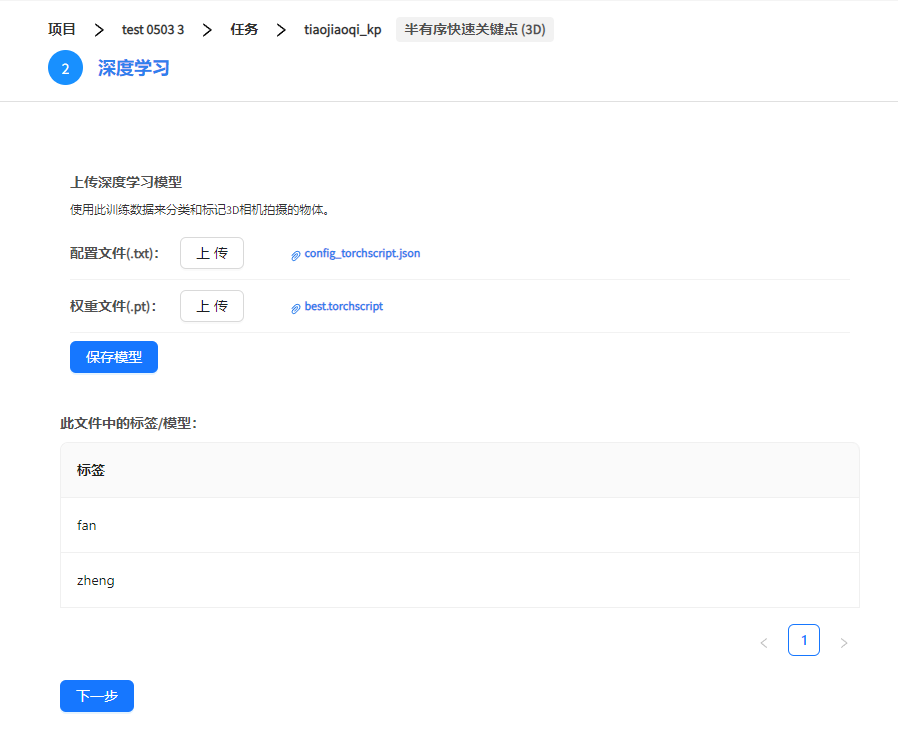 项目 > test 0503 3 > 任务 > tiaojiaoqi_kp 半有序快速关键点 (3D)
2 深度学习
上传深度学习模型
使用此训练数据来分类和标记3D相机拍摄的物体。
配置文件(.txt): 上 传 config_torchscript.json
权重文件(.pt): 上 传 best.torchscript
保存模型
此文件中的标签/模型:
标签
fan
zheng
< 1 >
下一步